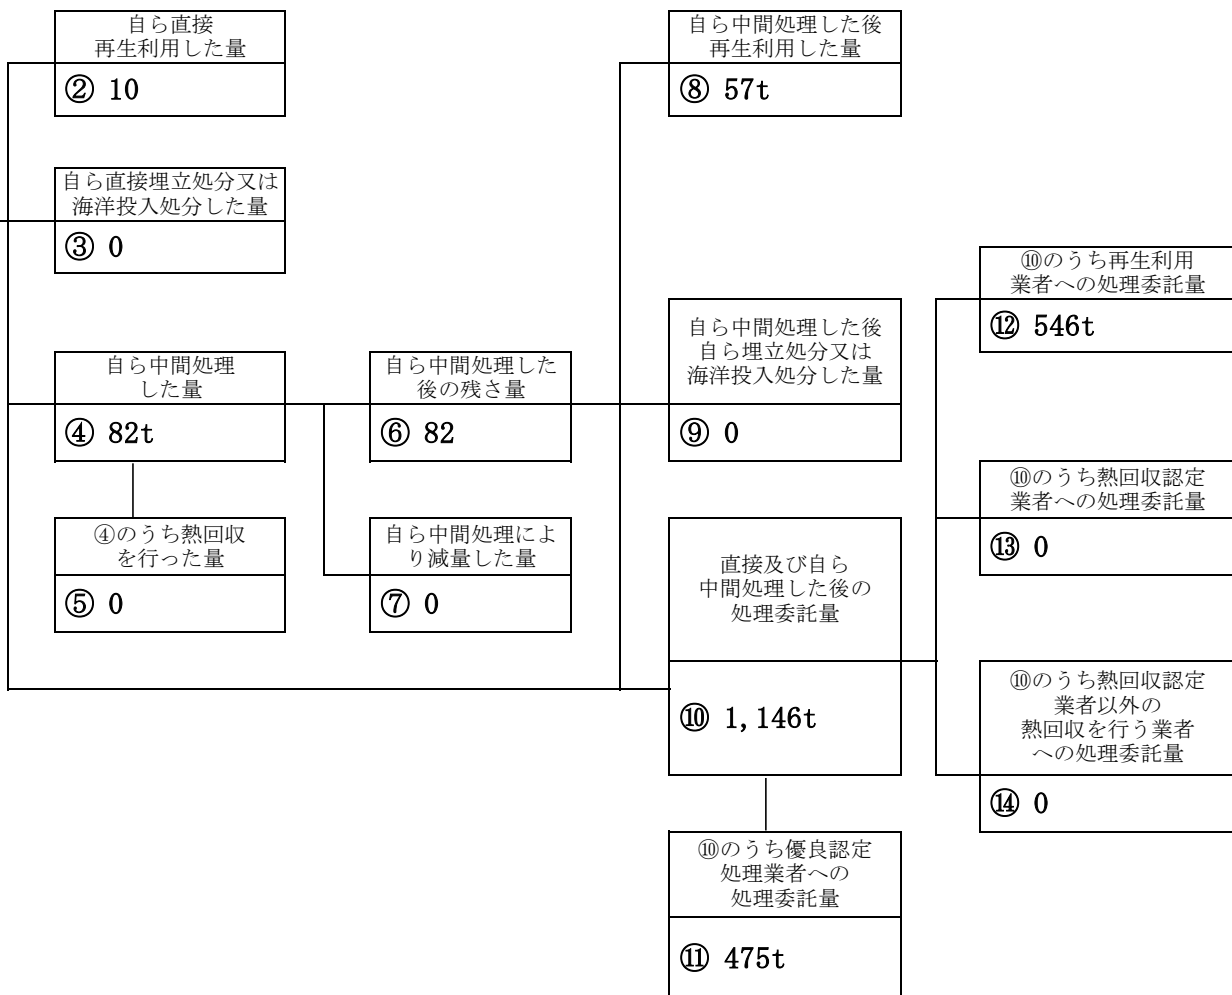 自ら直接
再生利用した量
② 10
自ら直接埋立処分又は
海洋投入処分した量
③ 0
自ら中間処理
した量
④ 82t
④のうち熱回収
を行った量
⑤ 0
自ら中間処理した
後の残さ量
⑥ 82
自ら中間処理によ
り減量した量
⑦ 0
自ら中間処理した後
再生利用した量
⑧ 57t
自ら中間処理した後
自ら埋立処分又は
海洋投入処分した量
⑨ 0
直接及び自ら
中間処理した後の
処理委託量
⑩ 1,146t
⑩のうち優良認定
処理業者への
処理委託量
⑪ 475t
⑩のうち再生利用
業者への処理委託量
⑫ 546t
⑩のうち熱回収認定
業者への処理委託量
⑬ 0
⑩のうち熱回収認定
業者以外の
熱回収を行う業者
への処理委託量
⑭ 0